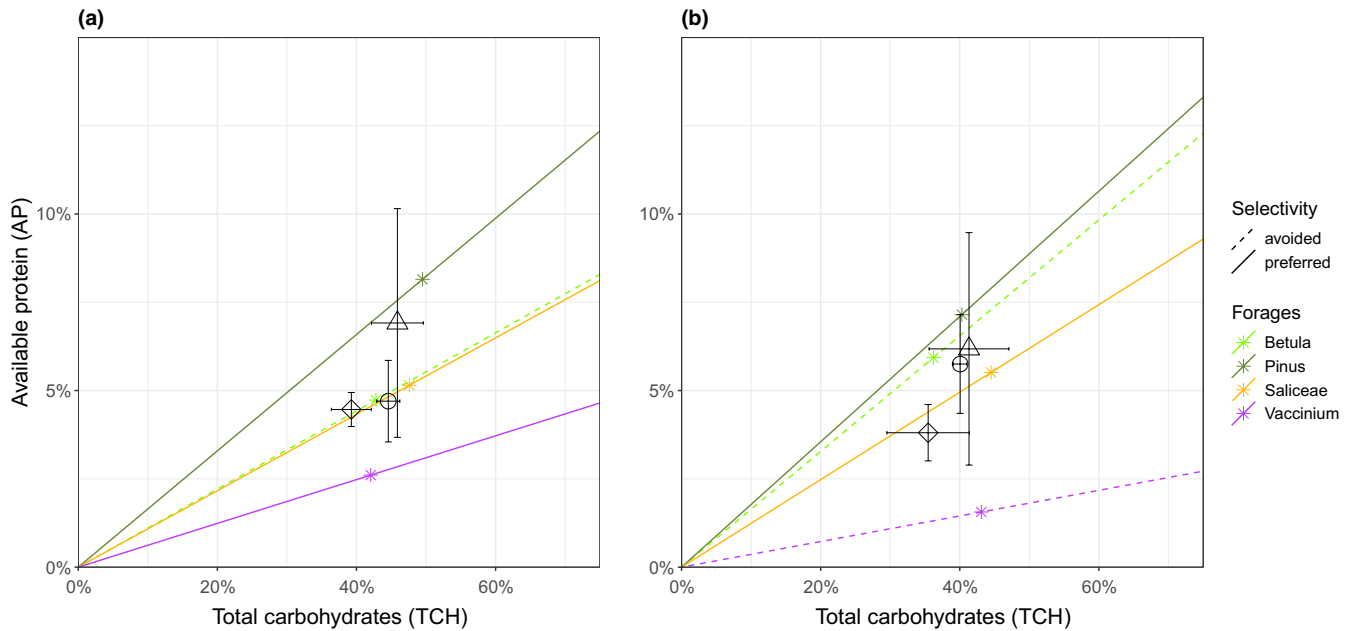 (a)
(b)
Available protein (AP)
10%
5%
0%
0%
20%
40%
60%
Total carbohydrates (TCH)
0%
20%
40%
60%
Total carbohydrates (TCH)
Selectivity
avoided
preferred
Forages
Betula
Pinus
Saliceae
Vaccinium
10%
5%
0%